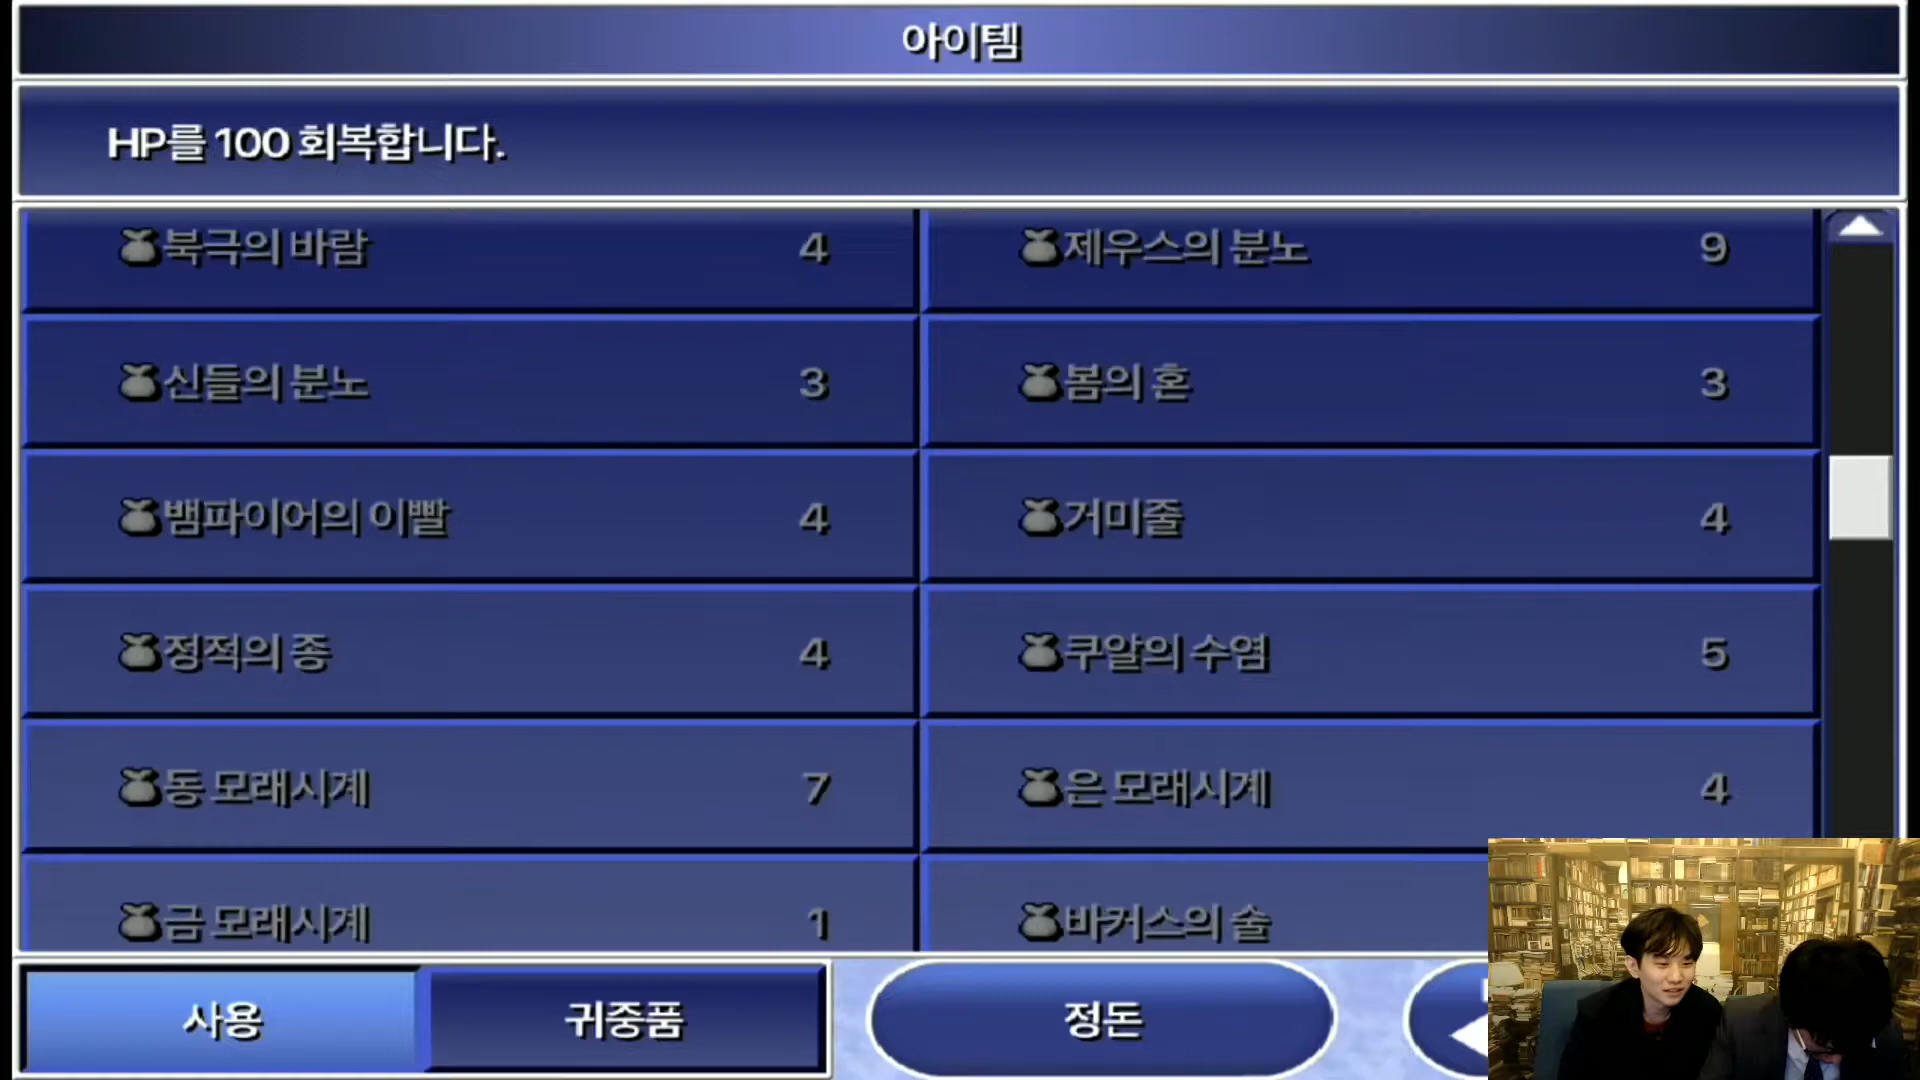 아이템
HP를 100 회복합니다.
북극의 바람 4 제우스의 분노 9
신들의 분노 3 봄의 혼 3
뱀파이어의 이빨 4 거미줄 4
정적의 종 4 쿠알의 수염 5
동 모래시계 7 은 모래시계 4
금 모래시계 1 바커스의 술
사용 귀중품 정돈